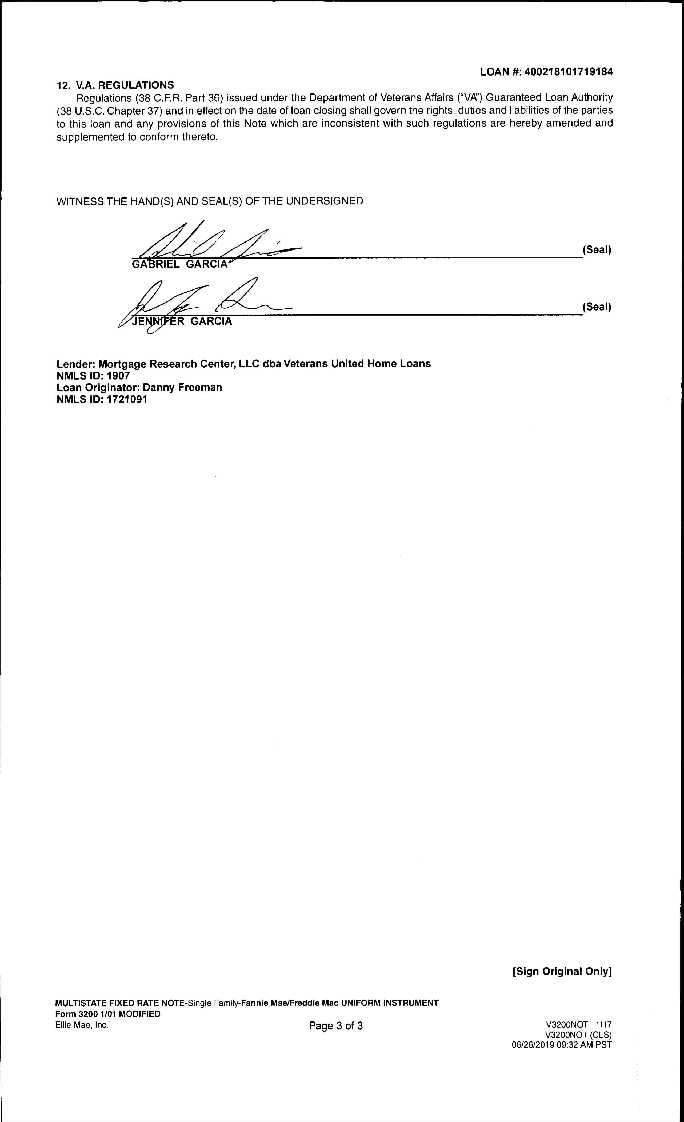 LOAN #: 400218101719184
12. V.A. REGULATIONS
Regulations (38 C.F.R. Part 36) issued under the Department of Veterans Affairs ("VA") Guaranteed Loan Authority
(38 U.S.C. Chapter 37) and in effect on the date of loan closing shall govern the rights, duties and liabilities of the parties
to this loan and any provisions of this Note which are inconsistent with such regulations are hereby amended and
supplemented to conform thereto.
WITNESS THE HAND(S) AND SEAL(S) OF THE UNDERSIGNED
(Seal)
GABRIEL GARCIA
(Seal)
JENNIFER GARCIA
Lender: Mortgage Research Center, LLC dba Veterans United Home Loans
NMLS ID: 1907
Loan Originator: Danny Freeman
NMLS ID: 1721091
[Sign Original Only]
MULTISTATE FIXED RATE NOTE-Single Family-Fannie Mae/Freddie Mac UNIFORM INSTRUMENT
Form 3200 1/01 MODIFIED
Ellie Mae, Inc.
Page 3 of 3
V3200NOT 1117
V3200NOT (CLS)
06/26/2019 09:32 AM PST